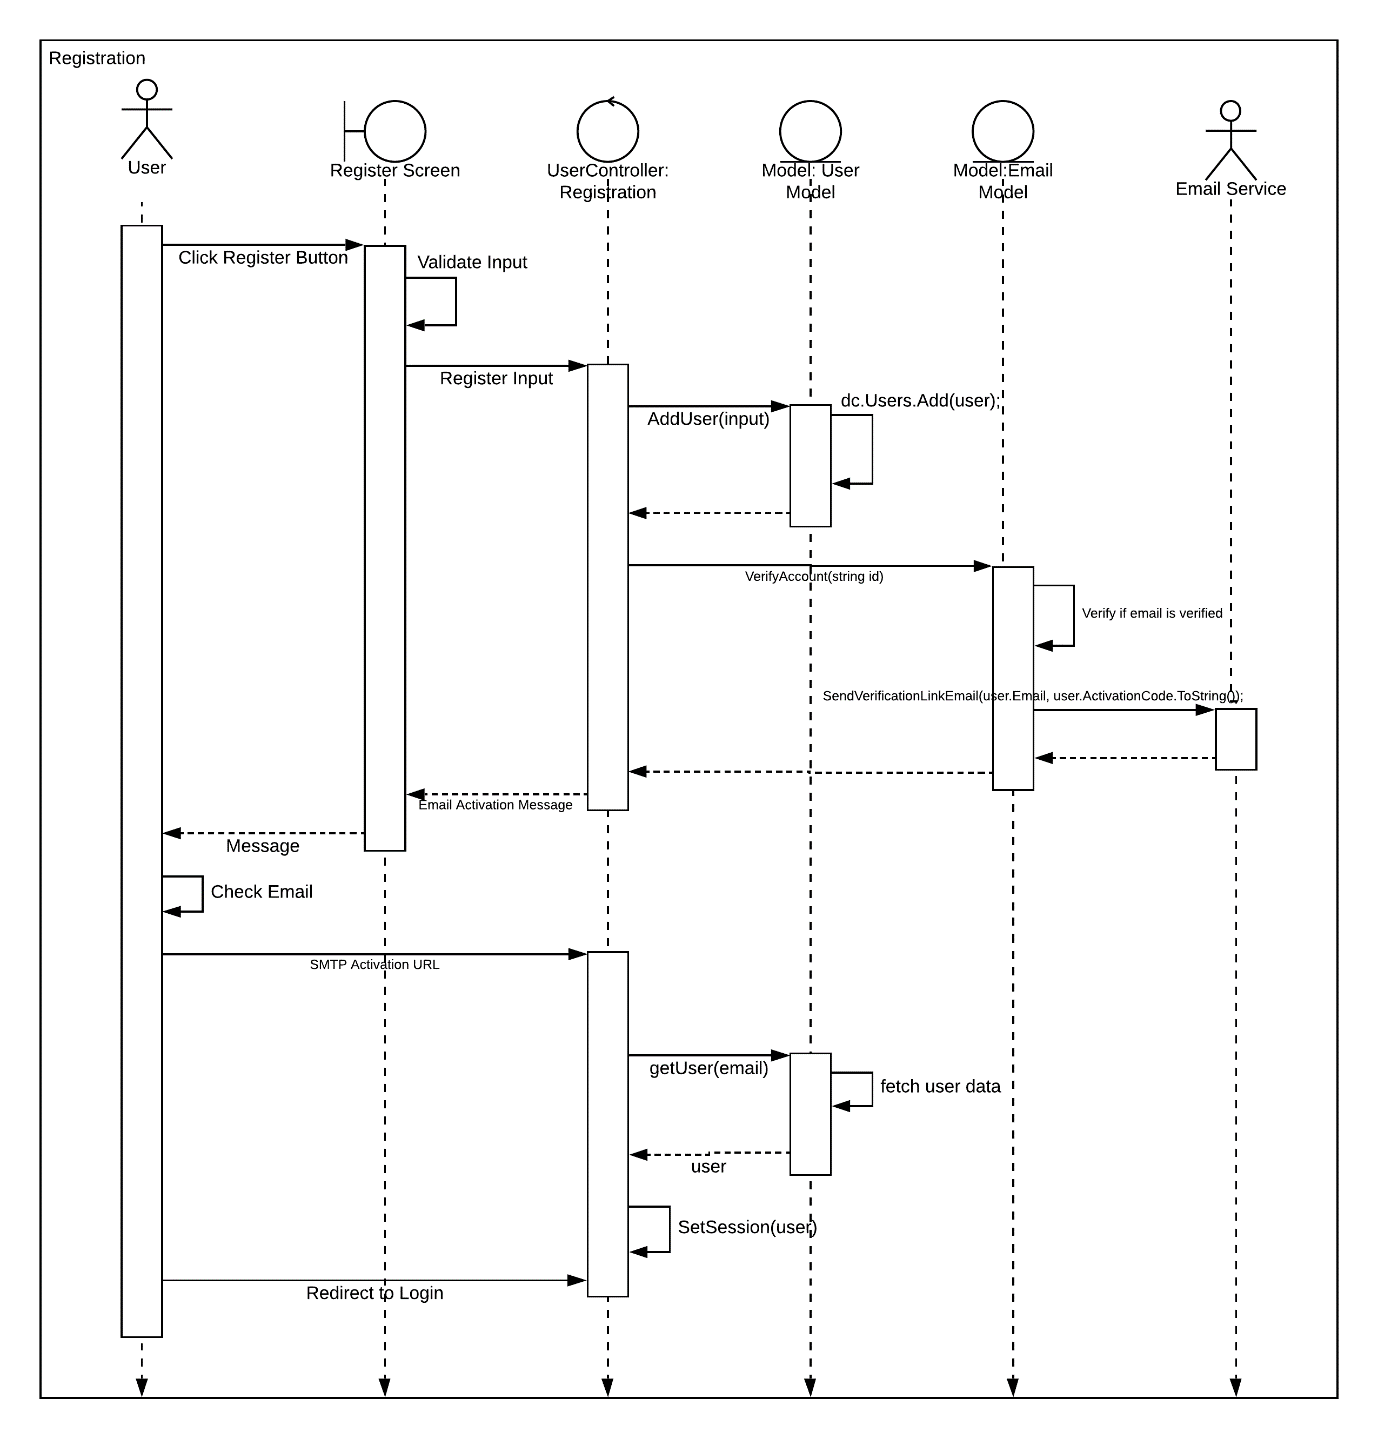 Registration
User
Register Screen
UserController:
Registration
Model: User
Model
Model:Email
Model
Email Service
Click Register Button
Validate Input
Register Input
AddUser(input)
dc.Users.Add(user);
VerifyAccount(string id)
Verify if email is verified
SendVerificationLinkEmail(user.Email, user.ActivationCode.ToString());
Email Activation Message
Message
Check Email
SMTP Activation URL
getUser(email)
fetch user data
user
SetSession(user)
Redirect to Login